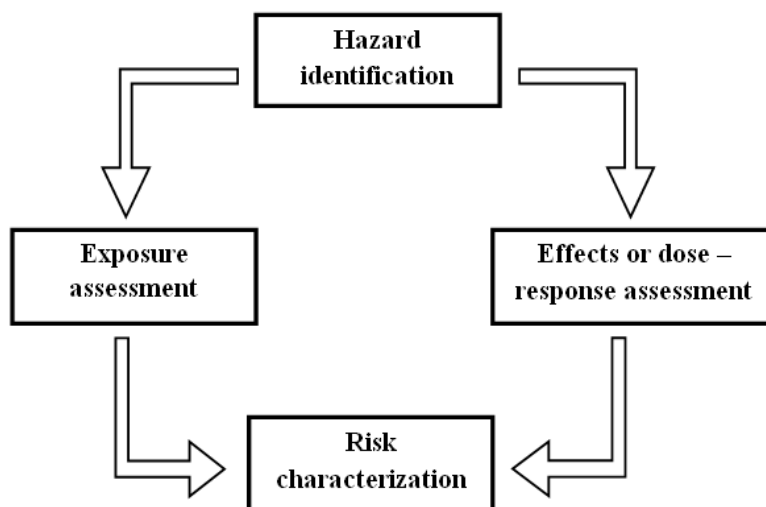 Hazard
identification
Exposure
assessment
Effects or dose –
response assessment
Risk
characterization